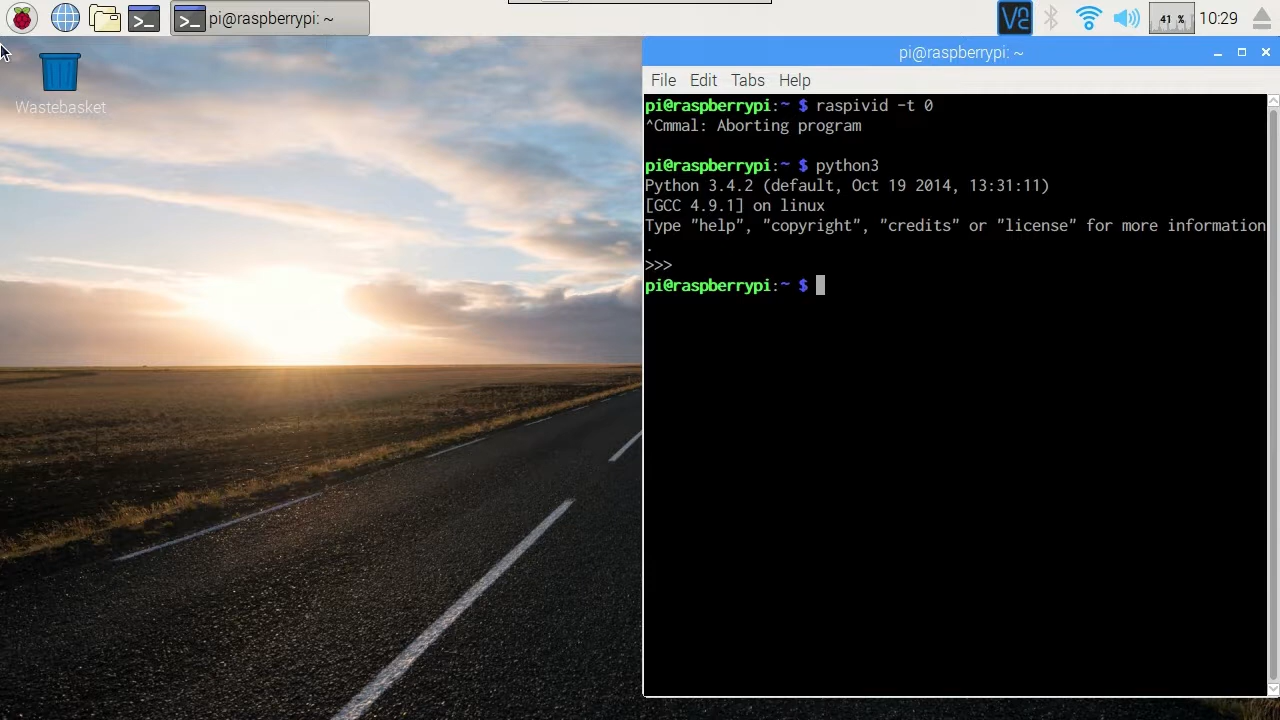 pi@raspberrypi: ~
41 %
10:29
Wastebasket
pi@raspberrypi: ~
File Edit Tabs Help
pi@raspberrypi:~ $ raspivid -t 0
^Cmmal: Aborting program
pi@raspberrypi:~ $ python3
Python 3.4.2 (default, Oct 19 2014, 13:31:11)
[GCC 4.9.1] on linux
Type "help", "copyright", "credits" or "license" for more information
.
>>>
pi@raspberrypi:~ $